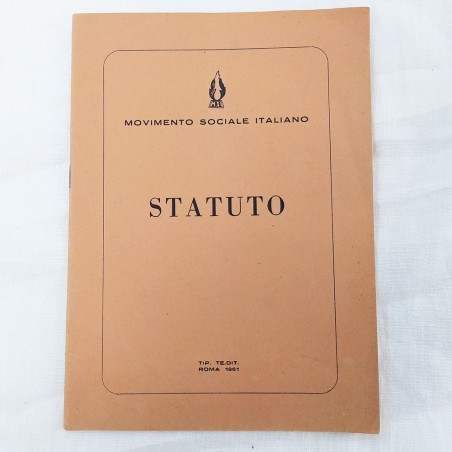 M.S.I.
MOVIMENTO SOCIALE ITALIANO
STATUTO
TIP. TE.DIT.
ROMA 1961